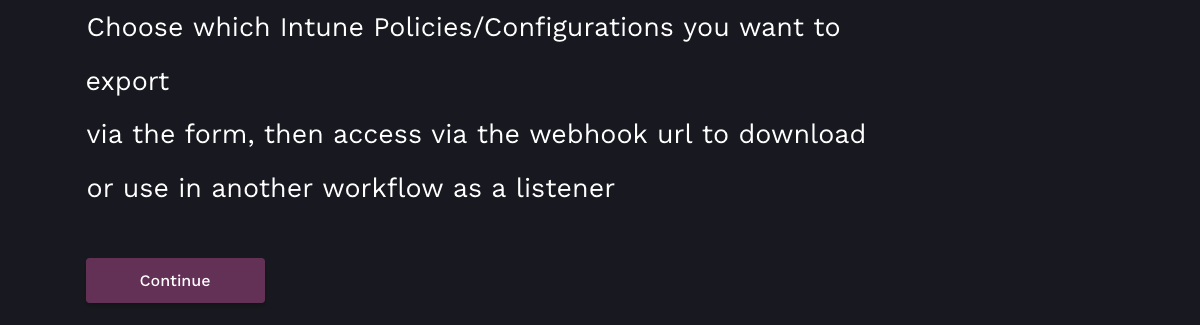 Choose which Intune Policies/Configurations you want to
export
via the form, then access via the webhook url to download
or use in another workflow as a listener
Continue